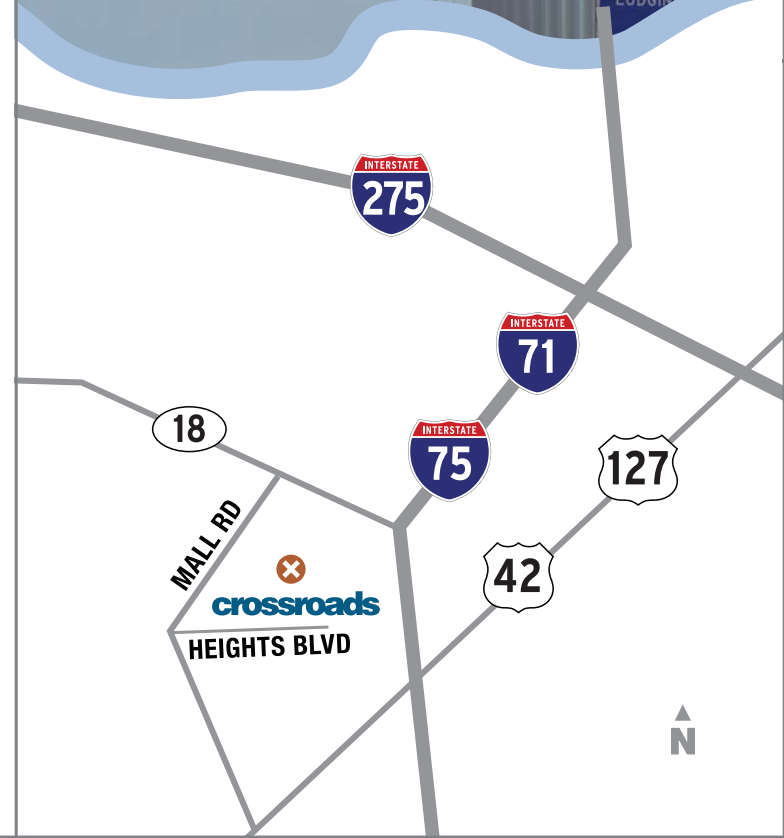 INTERSTATE
275
INTERSTATE
71
18
INTERSTATE
75
127
MALL RD
42
crossroads
HEIGHTS BLVD
N